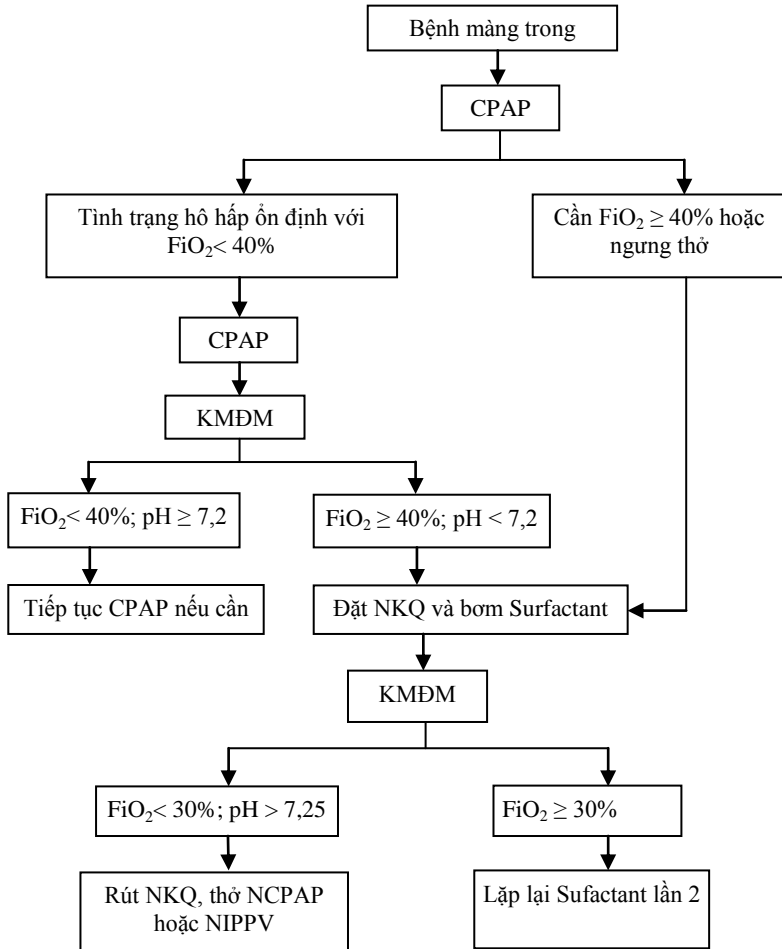 Bệnh màng trong
CPAP
Tình trạng hô hấp ổn định với
FiO₂< 40%
Cần FiO₂ ≥ 40% hoặc
ngưng thở
CPAP
KMĐM
FiO₂< 40%; pH ≥ 7,2
FiO₂ ≥ 40%; pH < 7,2
Tiếp tục CPAP nếu cần
Đặt NKQ và bơm Surfactant
KMĐM
FiO₂< 30%; pH > 7,25
FiO₂ ≥ 30%
Rút NKQ, thở NCPAP
hoặc NIPPV
Lặp lại Sufactant lần 2